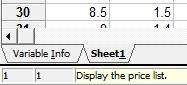 30 8.5 1.5
Variable Info Sheet1
1 1 Display the price list.